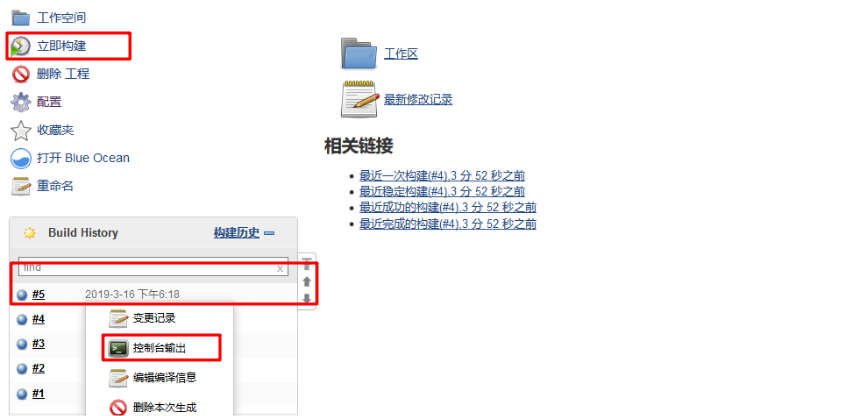 工作空间
立即构建
删除 工程
配置
收藏夹
打开 Blue Ocean
重命名
工作区
最新修改记录
相关链接
最近一次构建(#4),3 分 52 秒之前
最近稳定构建(#4),3 分 52 秒之前
最近成功的构建(#4),3 分 52 秒之前
最近完成的构建(#4),3 分 52 秒之前
Build History
构建历史
find
x
#5
2019-3-16 下午6:18
#4
#3
#2
#1
变更记录
控制台输出
编辑编译信息
删除本次生成